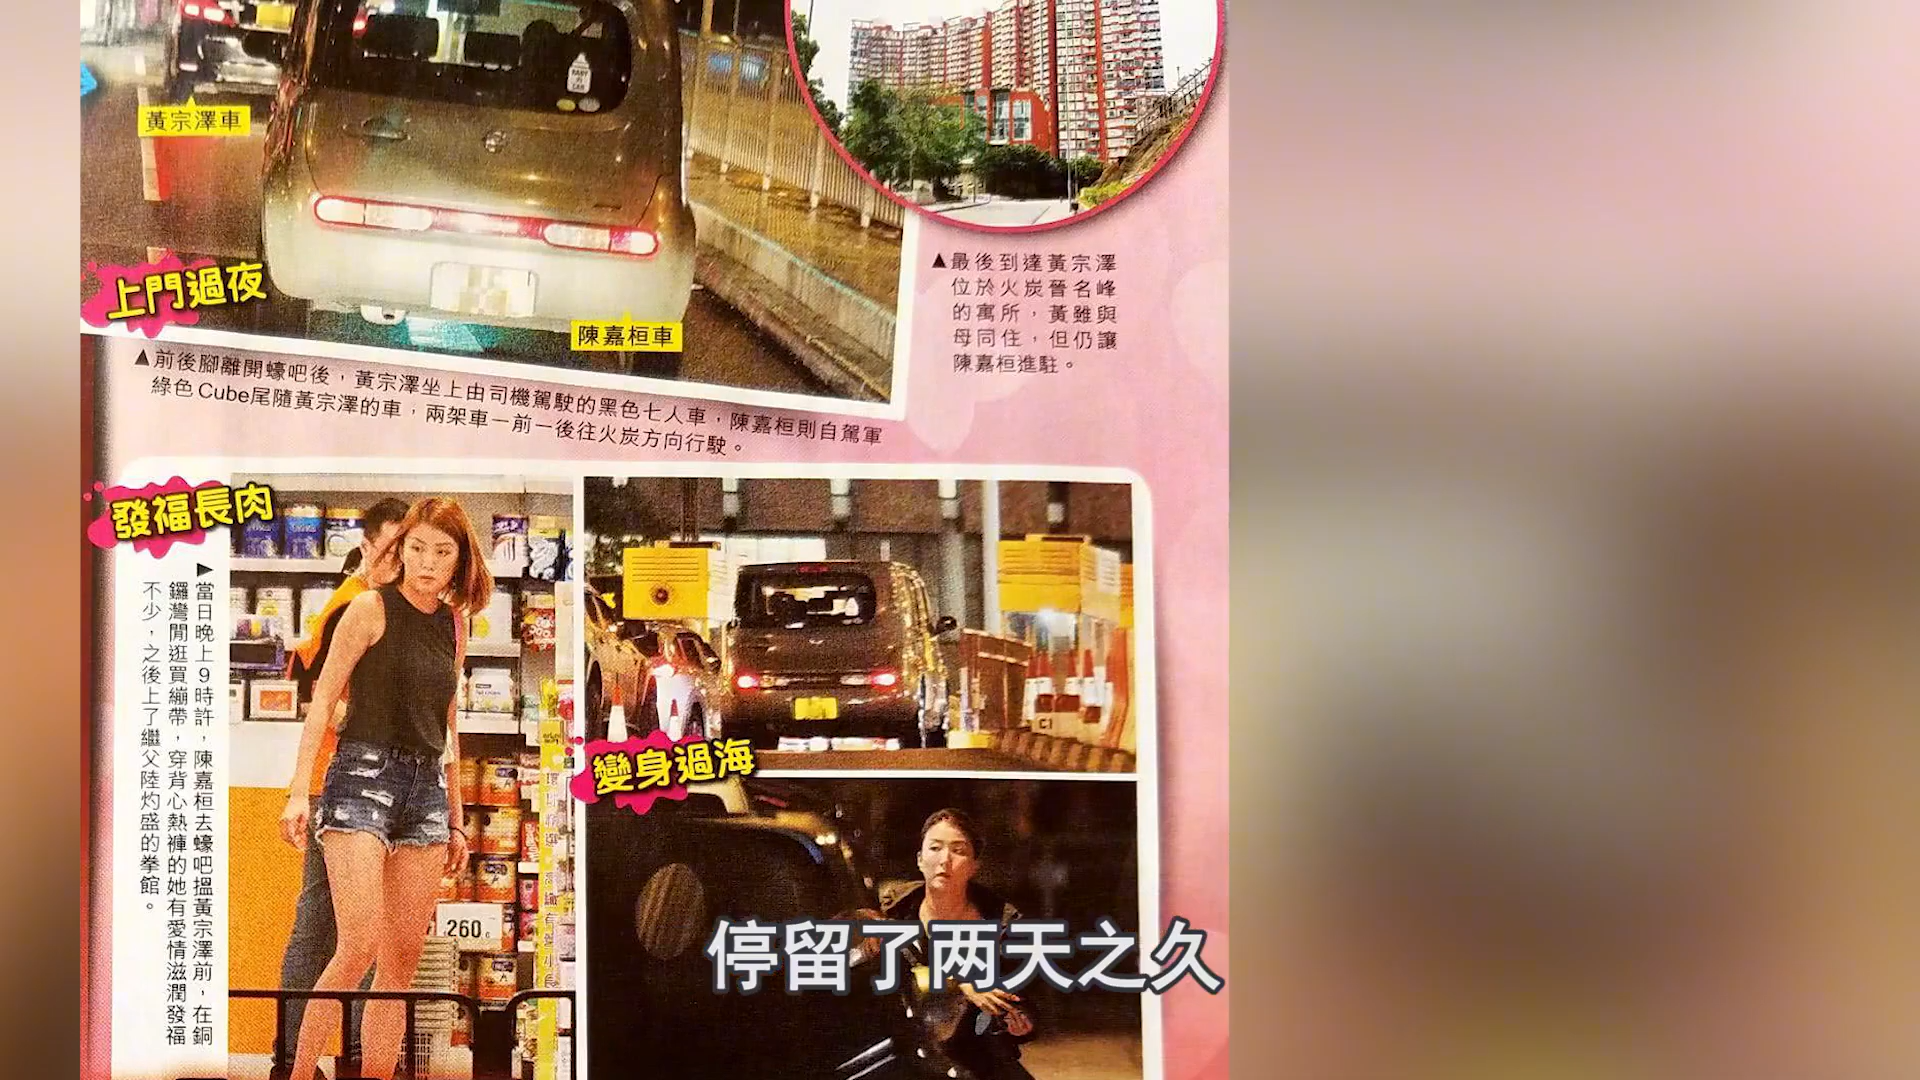 黃宗澤車
BABY IN CAR
上門過夜
陳嘉桓車
▲前後腳離開蠔吧後，黃宗澤坐上由司機駕駛的黑色七人車，陳嘉桓則自駕軍
綠色Cube尾隨黃宗澤的車，兩架車一前一後往火炭方向行駛。
▲最後到達黃宗澤
位於火炭晉名峰
的寓所，黃雖與
母同住，但仍讓
陳嘉桓進駐。
發福長肉
▶當日晚上9時許，陳嘉桓去蠔吧搵黃宗澤前，在銅
鑼灣閒逛買繃帶，穿背心熱褲的她有愛情滋潤發福
不少，之後上了繼父陸灼盛的拳館。
260
變身過海
C1
停留了两天之久